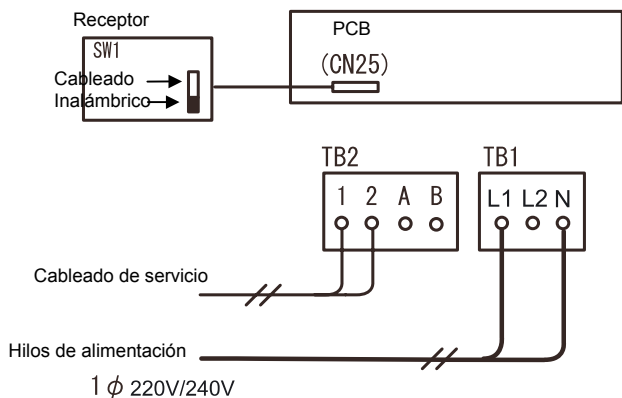 Receptor
SW1
Cableado
Inalámbrico
PCB
(CN25)
TB2
1 2 A B
TB1
L1 L2 N
Cableado de servicio
Hilos de alimentación
1ϕ 220V/240V